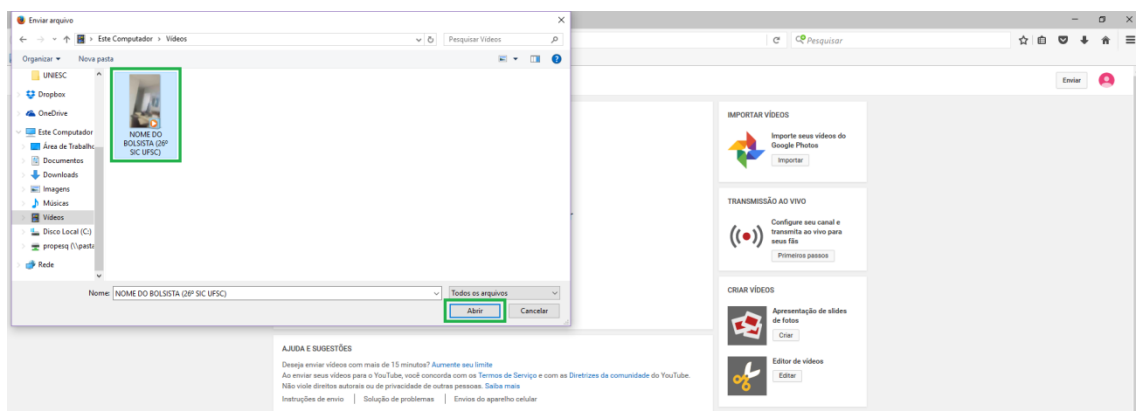 Enviar arquivo
Este Computador > Vídeos
Pesquisar Vídeos
Organizar
Nova pasta
UNIESC
Dropbox
OneDrive
Este Computador
Área de Trabalho
Documentos
Downloads
Imagens
Músicas
Vídeos
Disco Local (C:)
propesq (\\pasta
Rede
NOME DO
BOLSISTA (26º
SIC UFSC)
Nome: NOME DO BOLSISTA (26º SIC UFSC)
Todos os arquivos
Abrir
Cancelar
Pesquisar
Enviar
IMPORTAR VÍDEOS
Importe seus vídeos do
Google Photos
Importar
TRANSMISSÃO AO VIVO
Configure seu canal e
transmita ao vivo para
seus fãs
Primeiros passos
CRIAR VÍDEOS
Apresentação de slides
de fotos
Criar
Editor de vídeos
Editar
AJUDA E SUGESTÕES
Deseja enviar vídeos com mais de 15 minutos? Aumente seu limite
Ao enviar seus vídeos para o YouTube, você concorda com os Termos de Serviço e com as Diretrizes da comunidade do YouTube.
Não viole direitos autorais ou de privacidade de outras pessoas. Saiba mais
Instruções de envio | Solução de problemas | Envios do aparelho celular